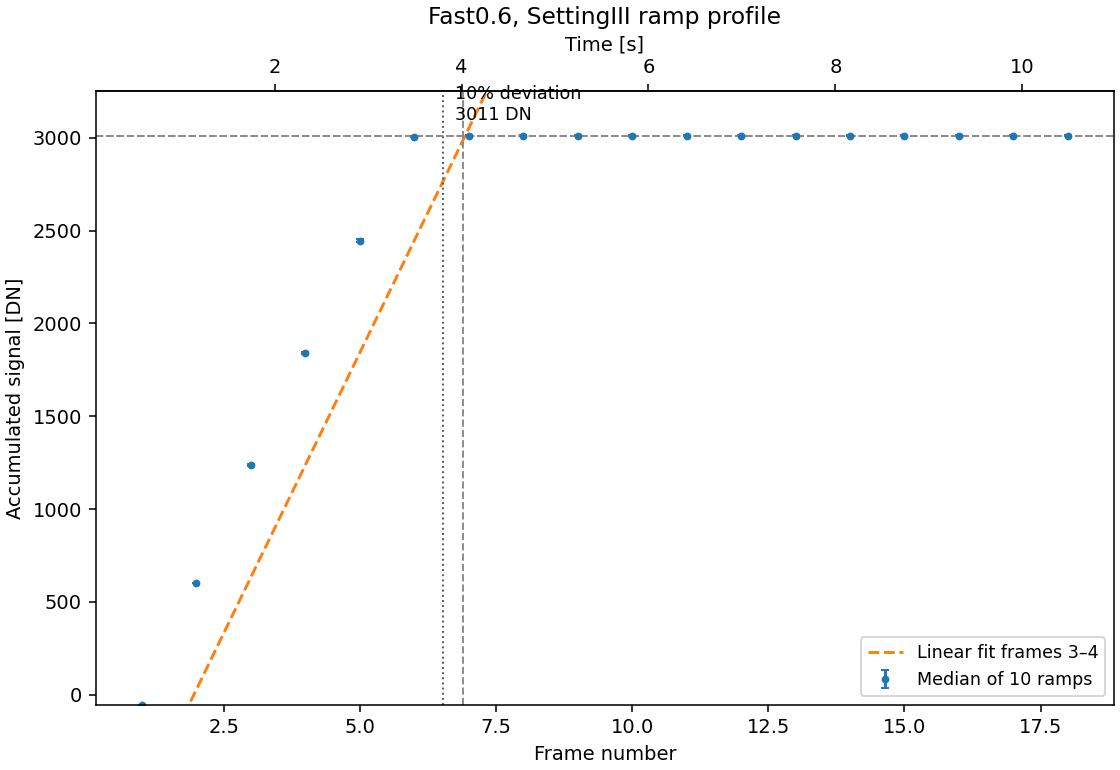 Fast0.6, SettingIII ramp profile
Time [s]
2 4 6 8 10
10% deviation
3011 DN
Accumulated signal [DN]
3000
2500
2000
1500
1000
500
0
Linear fit frames 3–4
Median of 10 ramps
2.5 5.0 7.5 10.0 12.5 15.0 17.5
Frame number